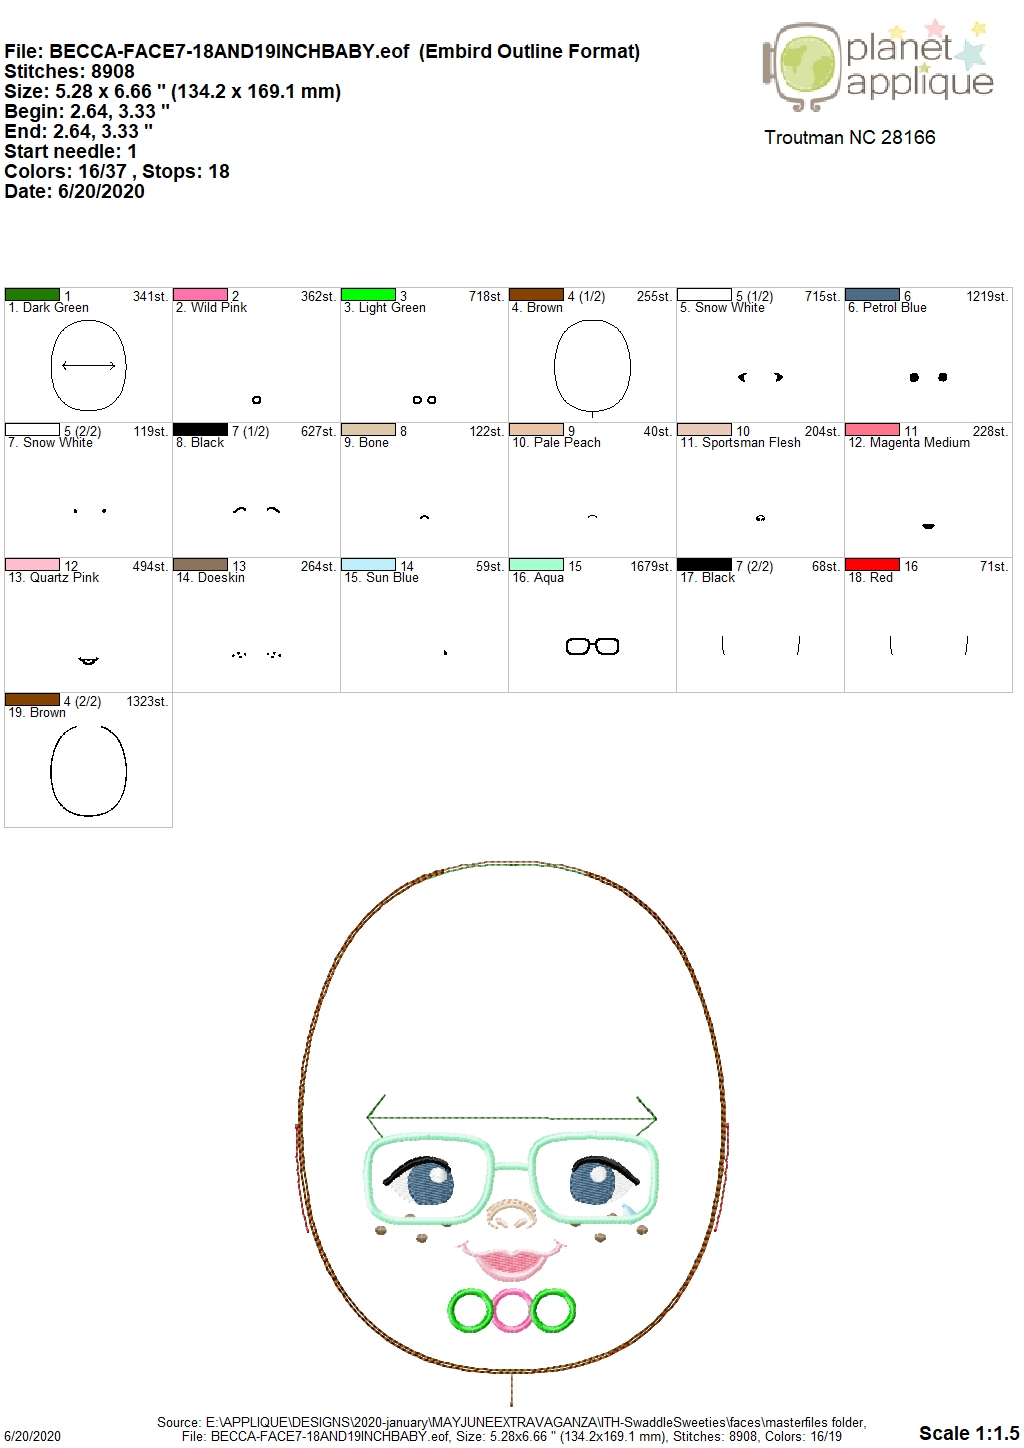 File: BECCA-FACE7-18AND19INCHBABY.eof  (Embird Outline Format)
Stitches: 8908
Size: 5.28 x 6.66 " (134.2 x 169.1 mm)
Begin: 2.64, 3.33 "
End: 2.64, 3.33 "
Start needle: 1
Colors: 16/37 , Stops: 18
Date: 6/20/2020
planet
applique
Troutman NC 28166
1 341st.
1. Dark Green
2 362st.
2. Wild Pink
3 718st.
3. Light Green
4 (1/2) 255st.
4. Brown
5 (1/2) 715st.
5. Snow White
6 1219st.
6. Petrol Blue
5 (2/2) 119st.
7. Snow White
7 (1/2) 627st.
8. Black
8 122st.
9. Bone
9 40st.
10. Pale Peach
10 204st.
11. Sportsman Flesh
11 228st.
12. Magenta Medium
12 494st.
13. Quartz Pink
13 264st.
14. Doeskin
14 59st.
15. Sun Blue
15 1679st.
16. Aqua
7 (2/2) 68st.
17. Black
16 71st.
18. Red
4 (2/2) 1323st.
19. Brown
Source: E:\APPLIQUE\DESIGNS\2020-january\MAYJUNEEXTRAVAGANZA\ITH-SwaddleSweeties\faces\masterfiles folder,
6/20/2020 File: BECCA-FACE7-18AND19INCHBABY.eof, Size: 5.28x6.66 " (134.2x169.1 mm), Stitches: 8908, Colors: 16/19 Scale 1:1.5